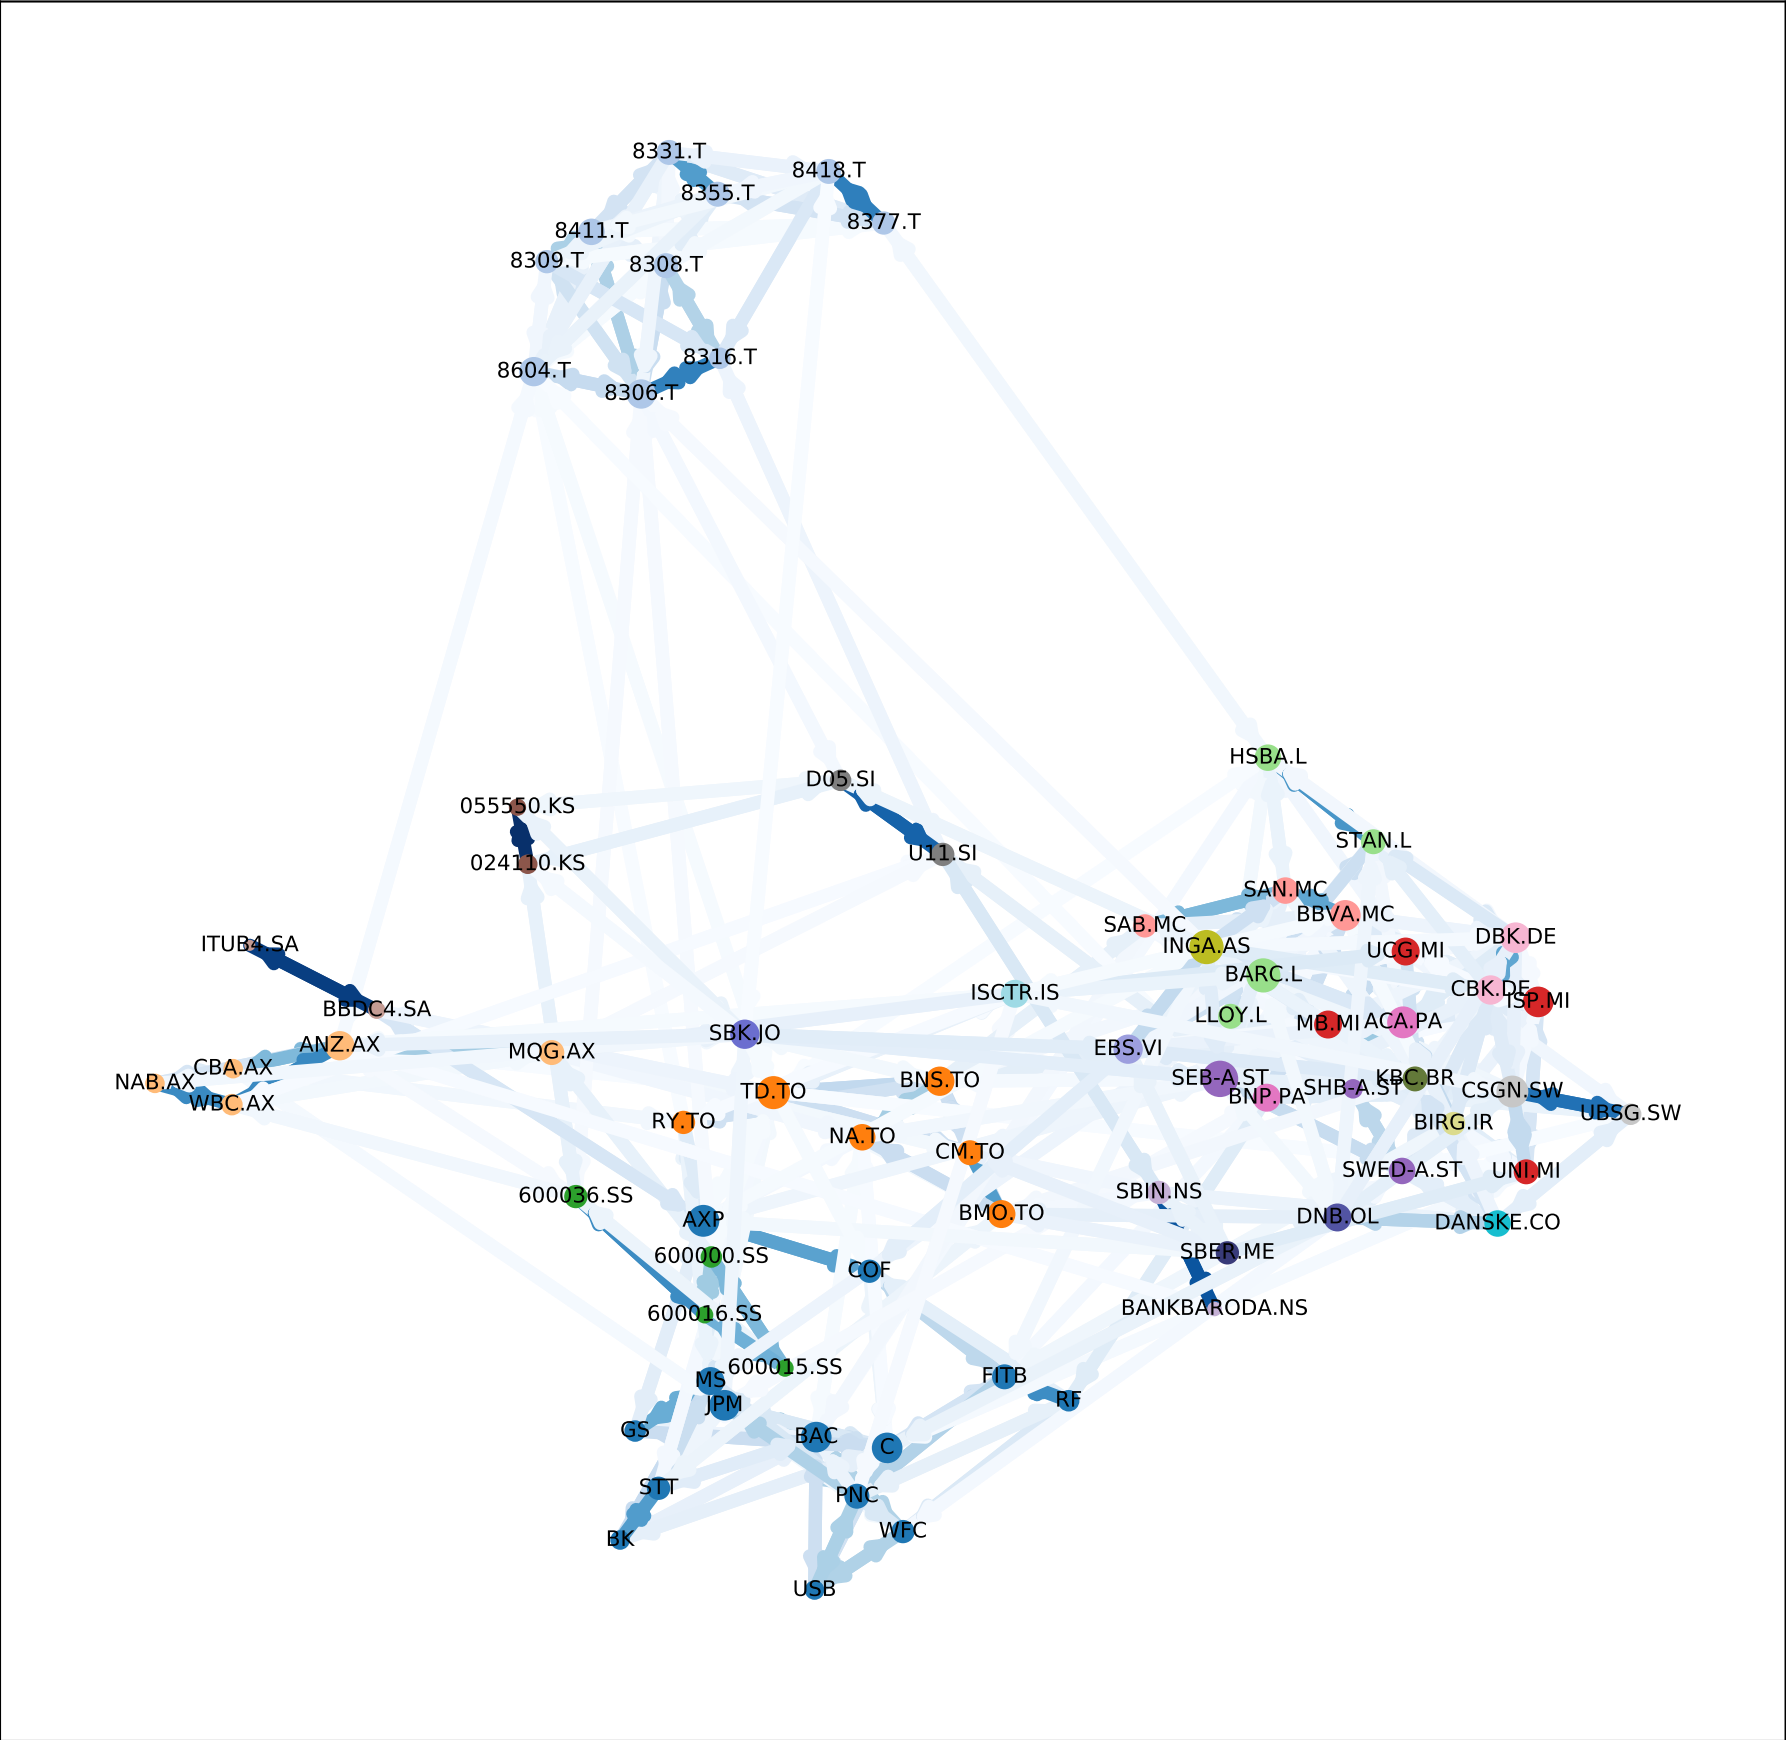 8331.T
8418.T
8355.T
8377.T
8411.T
8309.T
8308.T
8316.T
8604.T
8306.T
HSBA.L
D05.SI
055550.KS
STAN.L
U11.SI
024110.KS
SAN.MC
BBVA.MC
SAB.MC
DBK.DE
ITUB4.SA
INGA.AS
UCG.MI
BARC.L
CBK.DE
ISCTR.IS
ISP.MI
BBDC4.SA
LLOY.L
MB.MI
ACA.PA
SBK.JO
ANZ.AX
MQG.AX
EBS.VI
CBA.AX
SEB-A.ST
KBC.BR
NAB.AX
BNS.TO
SHB-A.ST
TD.TO
CSGN.SW
BNP.PA
WBC.AX
UBSG.SW
RY.TO
BIRG.IR
NA.TO
CM.TO
SWED-A.ST
UNI.MI
600036.SS
SBIN.NS
BMO.TO
AXP
DNB.OL
DANSKE.CO
600000.SS
SBER.ME
COF
BANKBARODA.NS
600016.SS
600015.SS
FITB
MS
RF
JPM
GS
BAC
C
STT
PNC
WFC
BK
USB